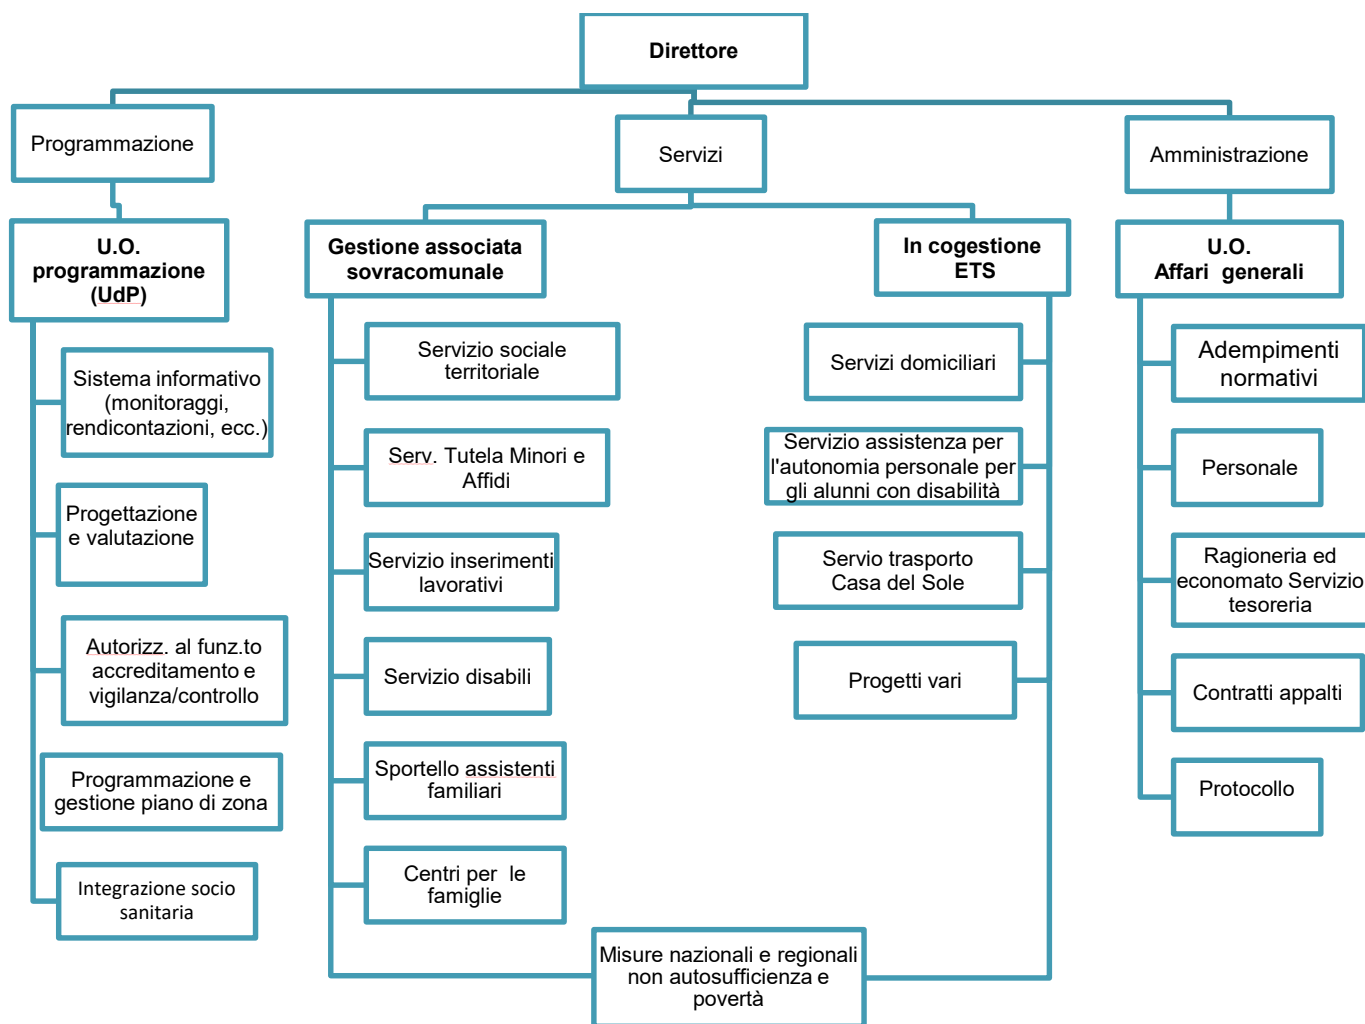 Direttore
Programmazione
Servizi
Amministrazione
U.O.
programmazione
(UdP)
Gestione associata
sovracomunale
In cogestione
ETS
U.O.
Affari generali
Sistema informativo
(monitoraggi,
rendicontazioni, ecc.)
Progettazione
e valutazione
Autorizz. al funz.to
accreditamento e
vigilanza/controllo
Programmazione e
gestione piano di zona
Integrazione socio
sanitaria
Servizio sociale
territoriale
Serv. Tutela Minori e
Affidi
Servizio inserimenti
lavorativi
Servizio disabili
Sportello assistenti
familiari
Centri per le
famiglie
Servizi domiciliari
Servizio assistenza per
l'autonomia personale per
gli alunni con disabilità
Servio trasporto
Casa del Sole
Progetti vari
Misure nazionali e regionali
non autosufficienza e
povertà
Adempimenti
normativi
Personale
Ragioneria ed
economato Servizio
tesoreria
Contratti appalti
Protocollo